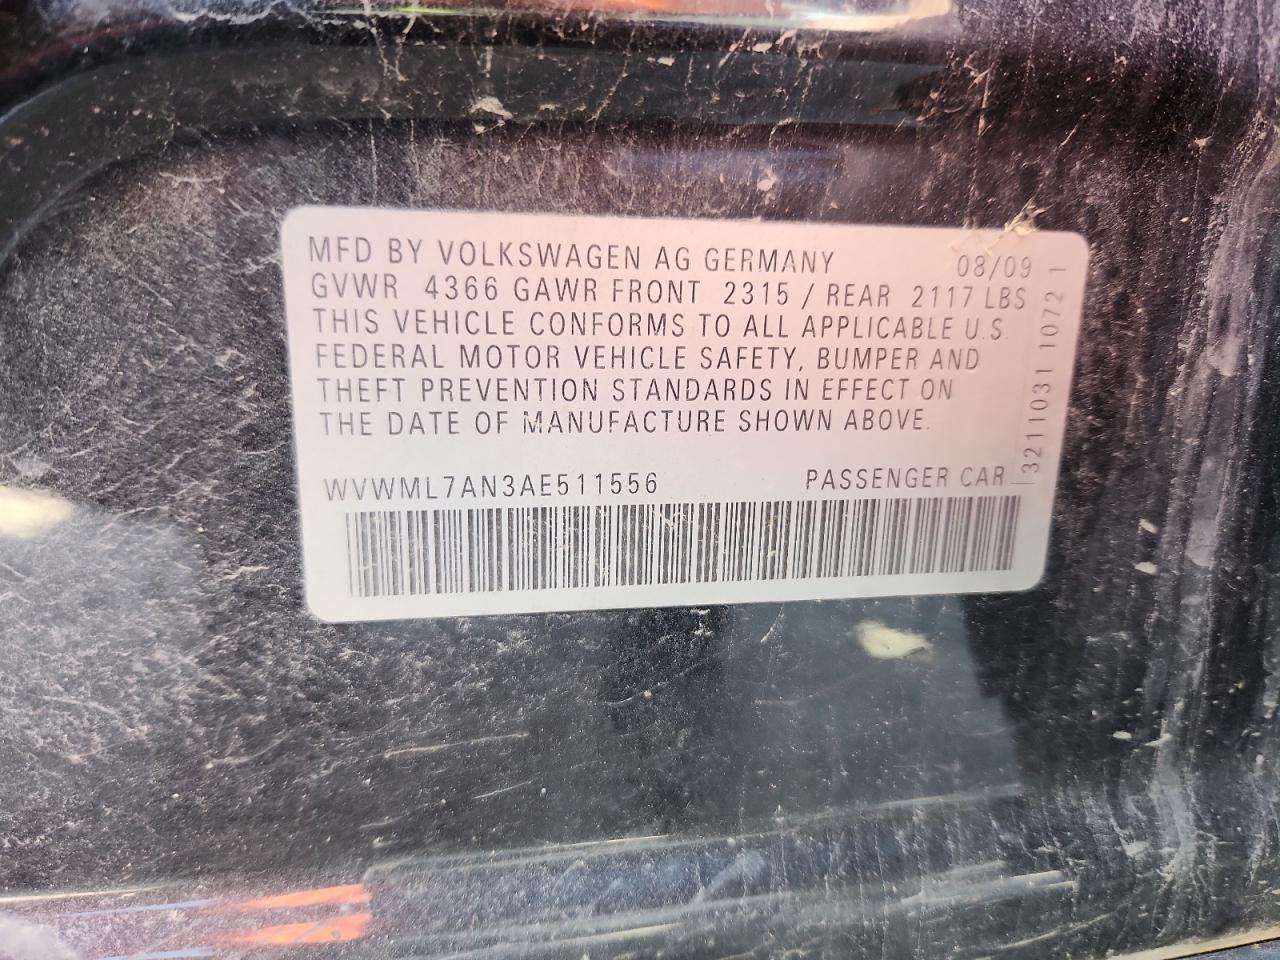 MFD BY VOLKSWAGEN AG GERMANY 08/09
GVWR 4366 GAWR FRONT 2315 / REAR 2117 LBS
THIS VEHICLE CONFORMS TO ALL APPLICABLE U.S.
FEDERAL MOTOR VEHICLE SAFETY, BUMPER AND
THEFT PREVENTION STANDARDS IN EFFECT ON
THE DATE OF MANUFACTURE SHOWN ABOVE.
WVWML7AN3AE511556 PASSENGER CAR
3211031 1072 1